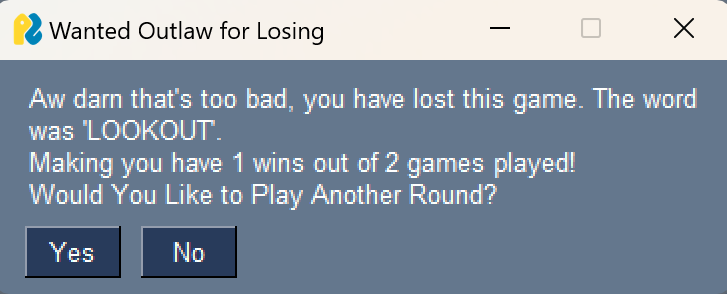 Wanted Outlaw for Losing
Aw darn that's too bad, you have lost this game. The word
was 'LOOKOUT'.
Making you have 1 wins out of 2 games played!
Would You Like to Play Another Round?
Yes No